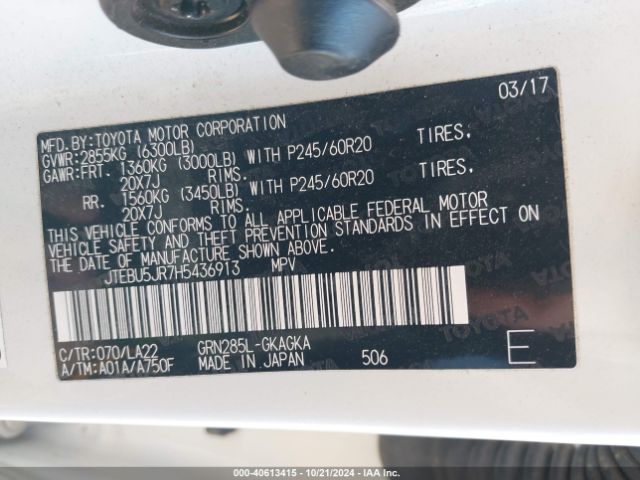 03/17
MFD.BY:TOYOTA MOTOR CORPORATION
GVWR:2855KG (6300LB)
GAWR:FRT. 1360KG (3000LB) WITH P245/60R20 TIRES,
20X7J RIMS.
RR. 1560KG (3450LB) WITH P245/60R20 TIRES,
20X7J RIMS.
THIS VEHICLE CONFORMS TO ALL APPLICABLE FEDERAL MOTOR
VEHICLE SAFETY AND THEFT PREVENTION STANDARDS IN EFFECT ON
THE DATE OF MANUFACTURE SHOWN ABOVE.
JTEBU5JR7H5436913 MPV
C/TR:070/LA22 GRN285L-GKAGKA
A/TM:A01A/A750F MADE IN JAPAN 506 E
000-40613415 - 10/21/2024 - IAA Inc.